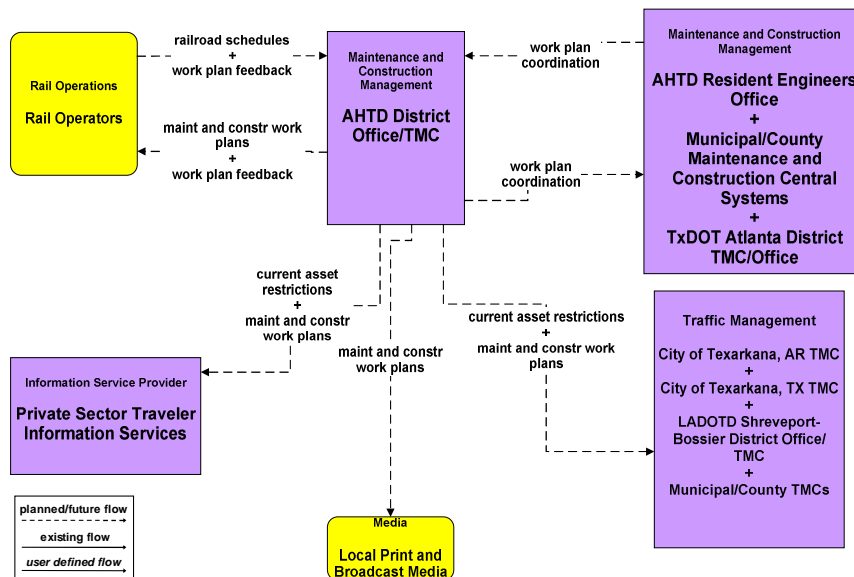 Rail Operations
Rail Operators
railroad schedules
+
work plan feedback
maint and constr work
plans
+
work plan feedback
Maintenance and
Construction
Management
AHTD District
Office/TMC
work plan
coordination
work plan
coordination
Maintenance and Construction
Management
AHTD Resident Engineers
Office
+
Municipal/County
Maintenance and
Construction Central
Systems
+
TxDOT Atlanta District
TMC/Office
current asset
restrictions
+
maint and constr
work plans
maint and constr
work plans
current asset restrictions
+
maint and constr work
plans
Traffic Management
City of Texarkana, AR TMC
+
City of Texarkana, TX TMC
+
LADOTD Shreveport-
Bossier District Office/
TMC
+
Municipal/County TMCs
Information Service Provider
Private Sector Traveler
Information Services
Media
Local Print and
Broadcast Media
planned/future flow
existing flow
user defined flow